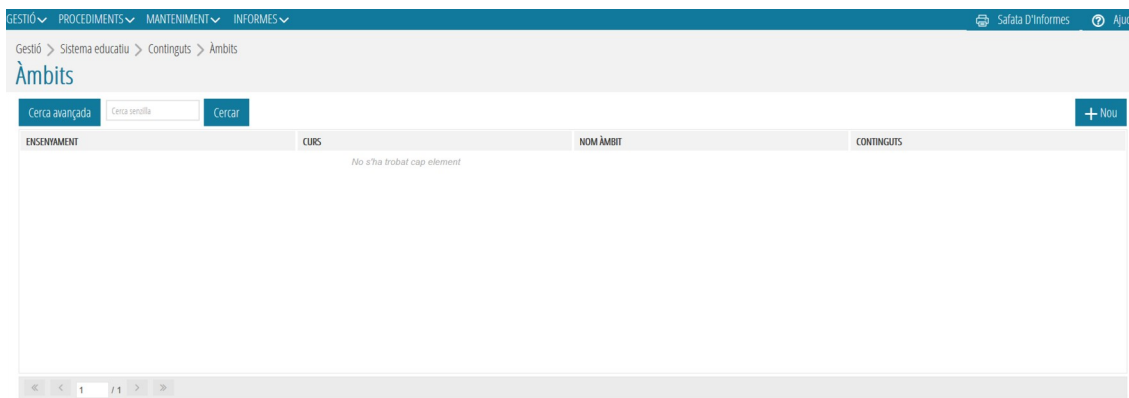 GESTIÓ PROCEDIMENTS MANTENIMENT INFORMES Safata D'Informes
Gestió > Sistema educatiu > Continguts > Àmbits
Àmbits
Cerca avançada Cerca senzilla Cercar + Nou
ENSENYAMENT CURS NOM ÀMBIT CONTINGUTS
No s'ha trobat cap element
1 / 1